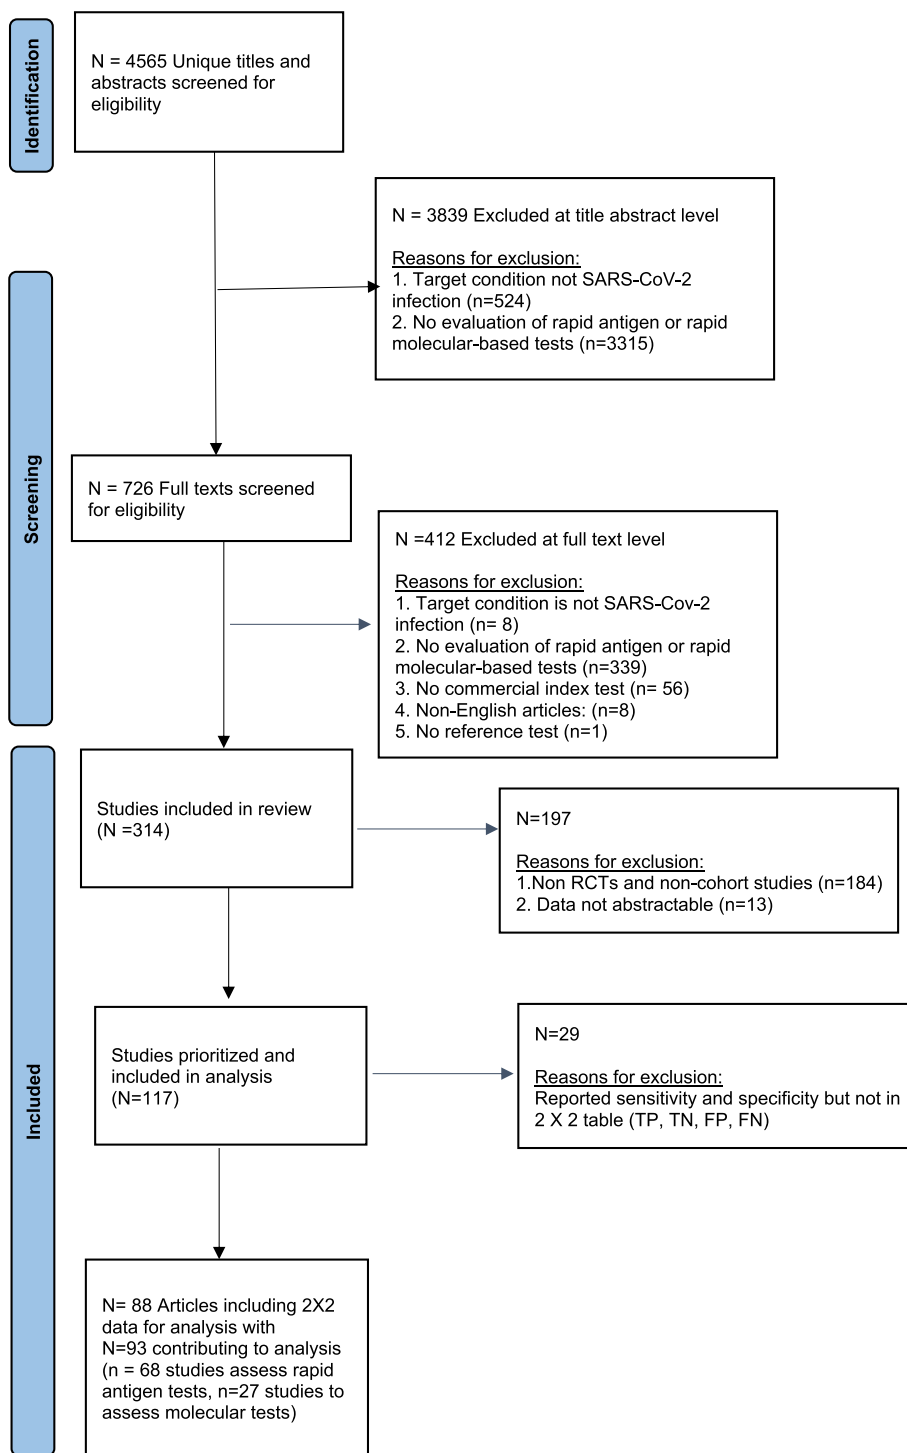 Identification
N = 4565 Unique titles and
abstracts screened for
eligibility
N = 3839 Excluded at title abstract level
Reasons for exclusion:
1. Target condition not SARS-CoV-2
infection (n=524)
2. No evaluation of rapid antigen or rapid
molecular-based tests (n=3315)
Screening
N = 726 Full texts screened
for eligibility
N =412 Excluded at full text level
Reasons for exclusion:
1. Target condition is not SARS-Cov-2
infection (n= 8)
2. No evaluation of rapid antigen or rapid
molecular-based tests (n=339)
3. No commercial index test (n= 56)
4. Non-English articles: (n=8)
5. No reference test (n=1)
Included
Studies included in review
(N =314)
N=197
Reasons for exclusion:
1.Non RCTs and non-cohort studies (n=184)
2. Data not abstractable (n=13)
Studies prioritized and
included in analysis
(N=117)
N=29
Reasons for exclusion:
Reported sensitivity and specificity but not in
2 X 2 table (TP, TN, FP, FN)
N= 88 Articles including 2X2
data for analysis with
N=93 contributing to analysis
(n = 68 studies assess rapid
antigen tests, n=27 studies to
assess molecular tests)